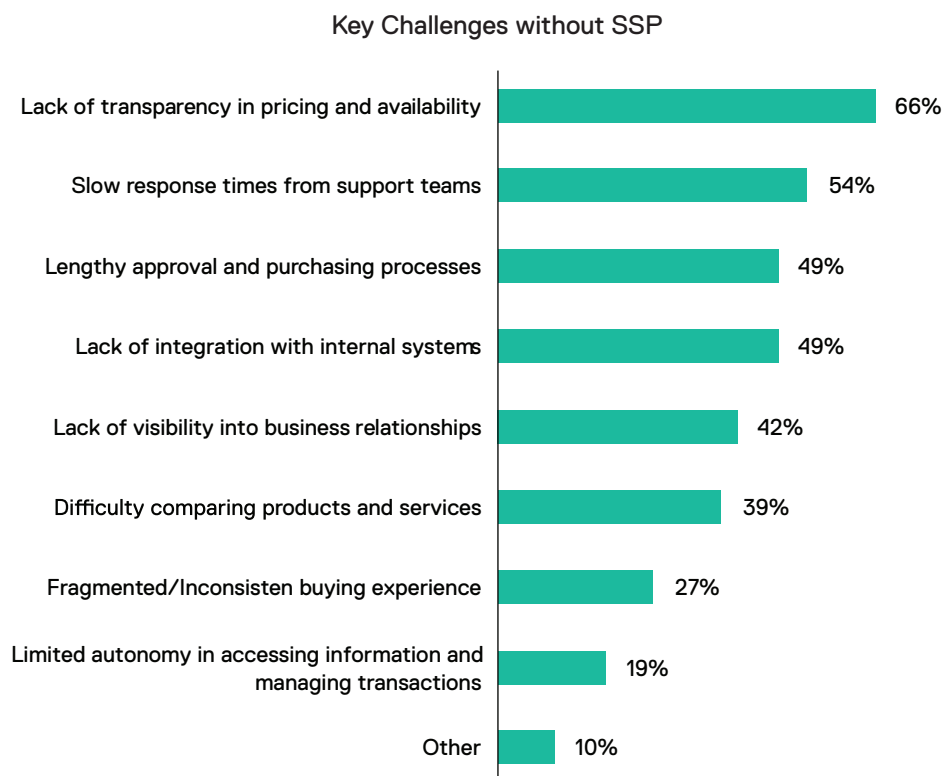 Key Challenges without SSP
Lack of transparency in pricing and availability 66%
Slow response times from support teams 54%
Lengthy approval and purchasing processes 49%
Lack of integration with internal systems 49%
Lack of visibility into business relationships 42%
Difficulty comparing products and services 39%
Fragmented/Inconsisten buying experience 27%
Limited autonomy in accessing information and
managing transactions 19%
Other 10%